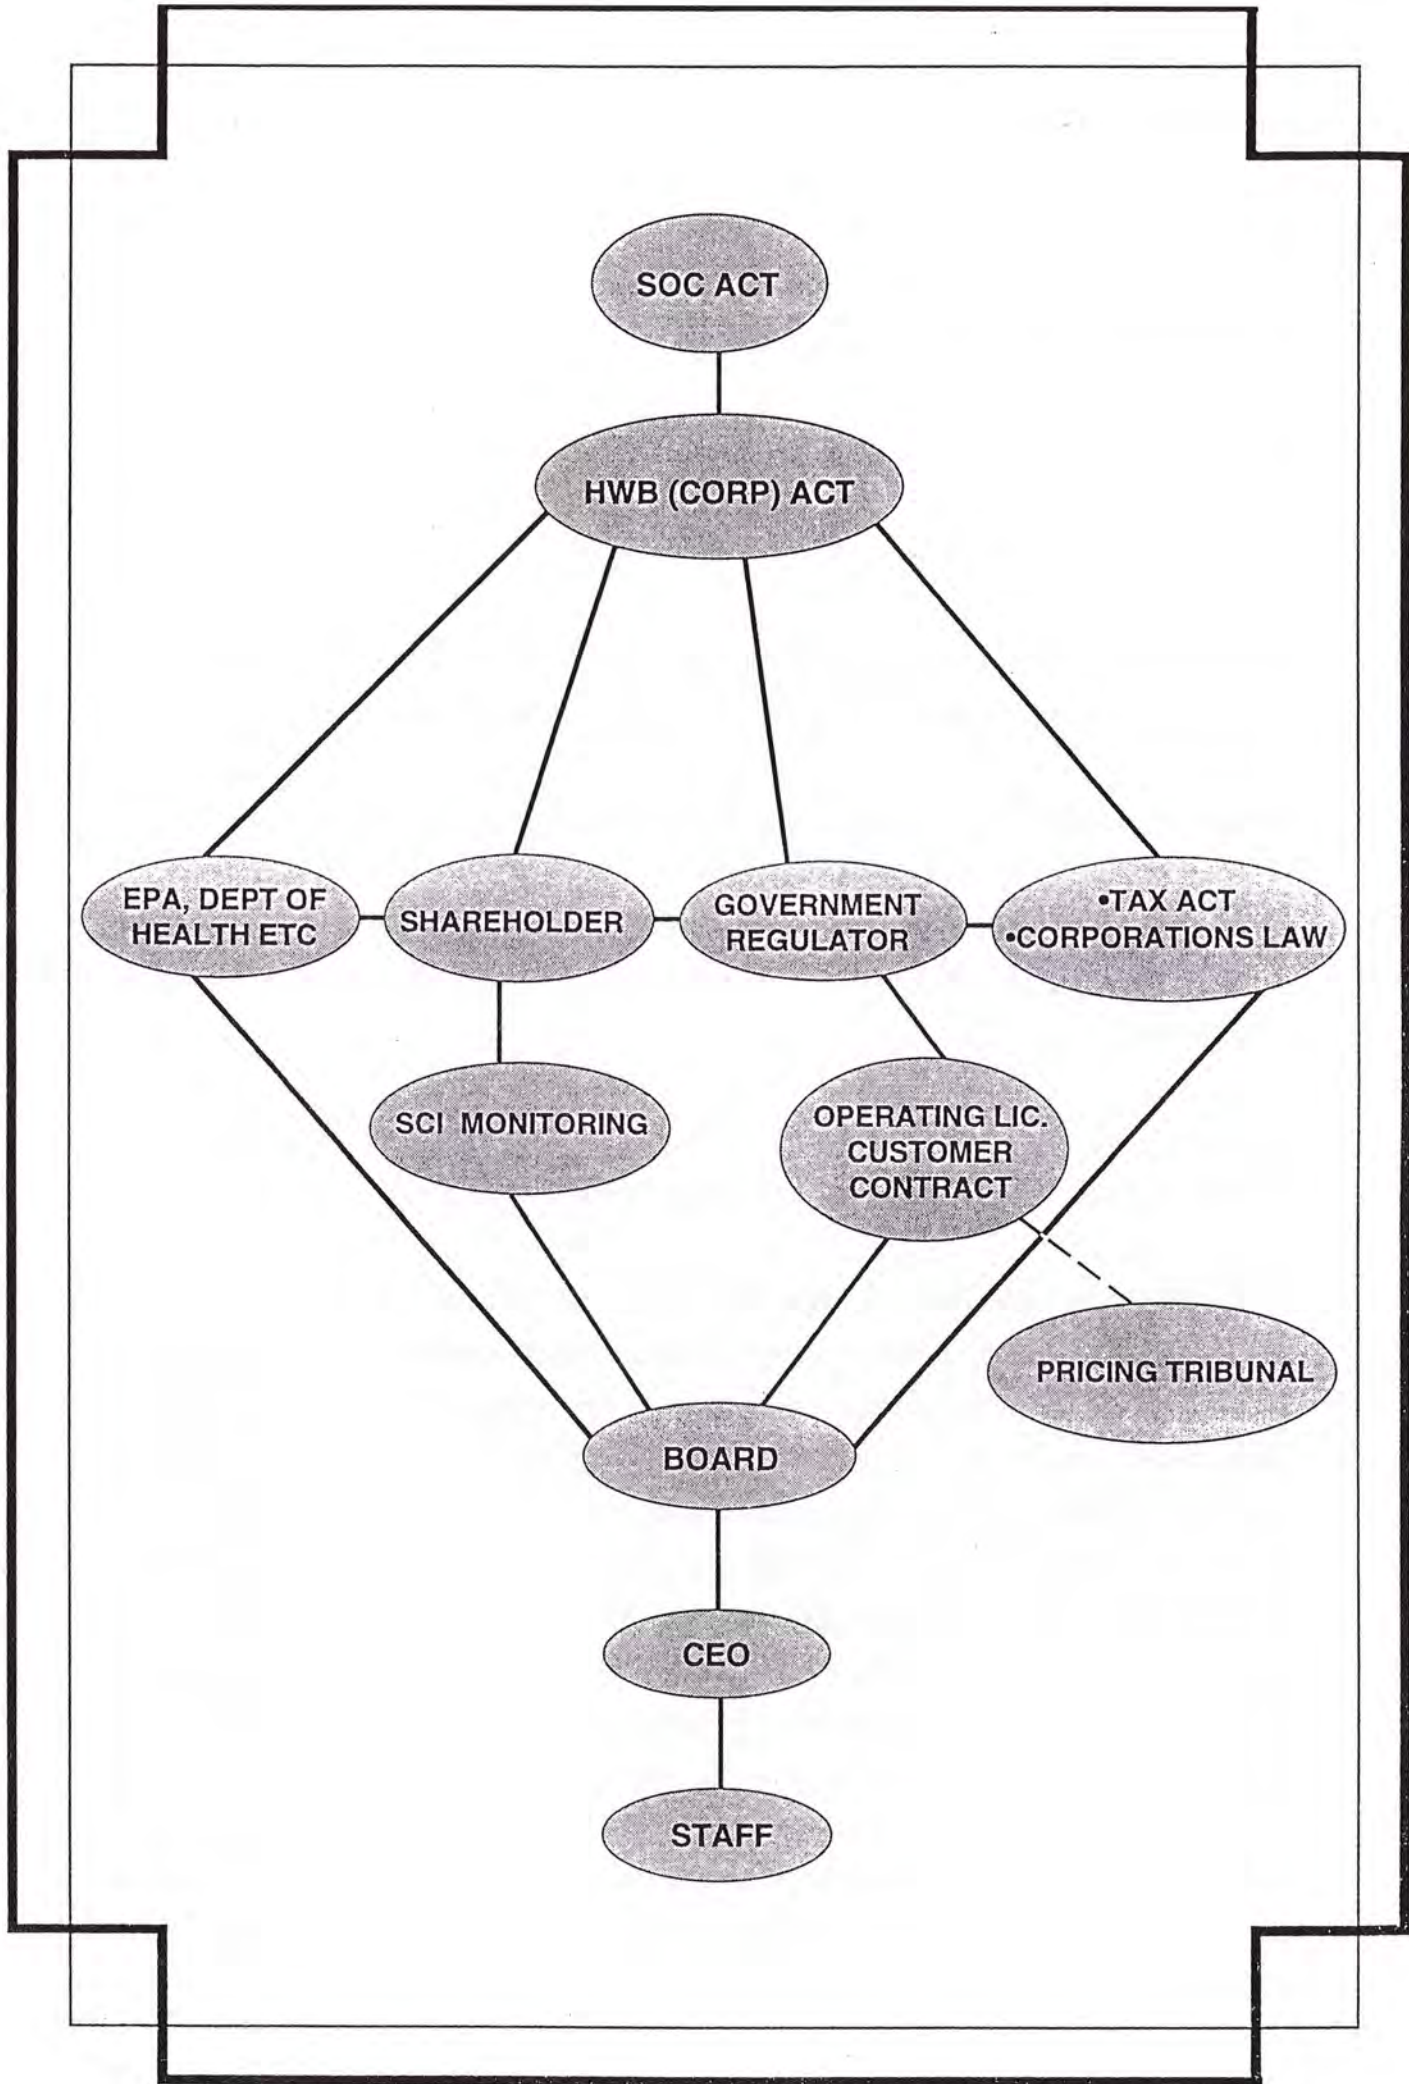 SOC ACT
HWB (CORP) ACT
EPA, DEPT OF
HEALTH ETC
SHAREHOLDER
GOVERNMENT
REGULATOR
•TAX ACT
•CORPORATIONS LAW
SCI MONITORING
OPERATING LIC.
CUSTOMER
CONTRACT
PRICING TRIBUNAL
BOARD
CEO
STAFF